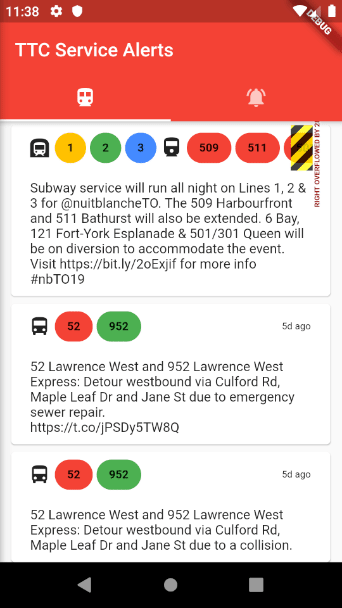 11:38
DEBUG
TTC Service Alerts
1 2 3 509 511
RIGHT OVERFLOWED BY
Subway service will run all night on Lines 1, 2 &
3 for @nuitblancheTO. The 509 Harbourfront
and 511 Bathurst will also be extended. 6 Bay,
121 Fort-York Esplanade & 501/301 Queen will
be on diversion to accommodate the event.
Visit https://bit.ly/2oExjif for more info
#nbTO19
52 952 5d ago
52 Lawrence West and 952 Lawrence West
Express: Detour westbound via Culford Rd,
Maple Leaf Dr and Jane St due to emergency
sewer repair.
https://t.co/jPSDy5TW8Q
52 952 5d ago
52 Lawrence West and 952 Lawrence West
Express: Detour westbound via Culford Rd,
Maple Leaf Dr and Jane St due to a collision.